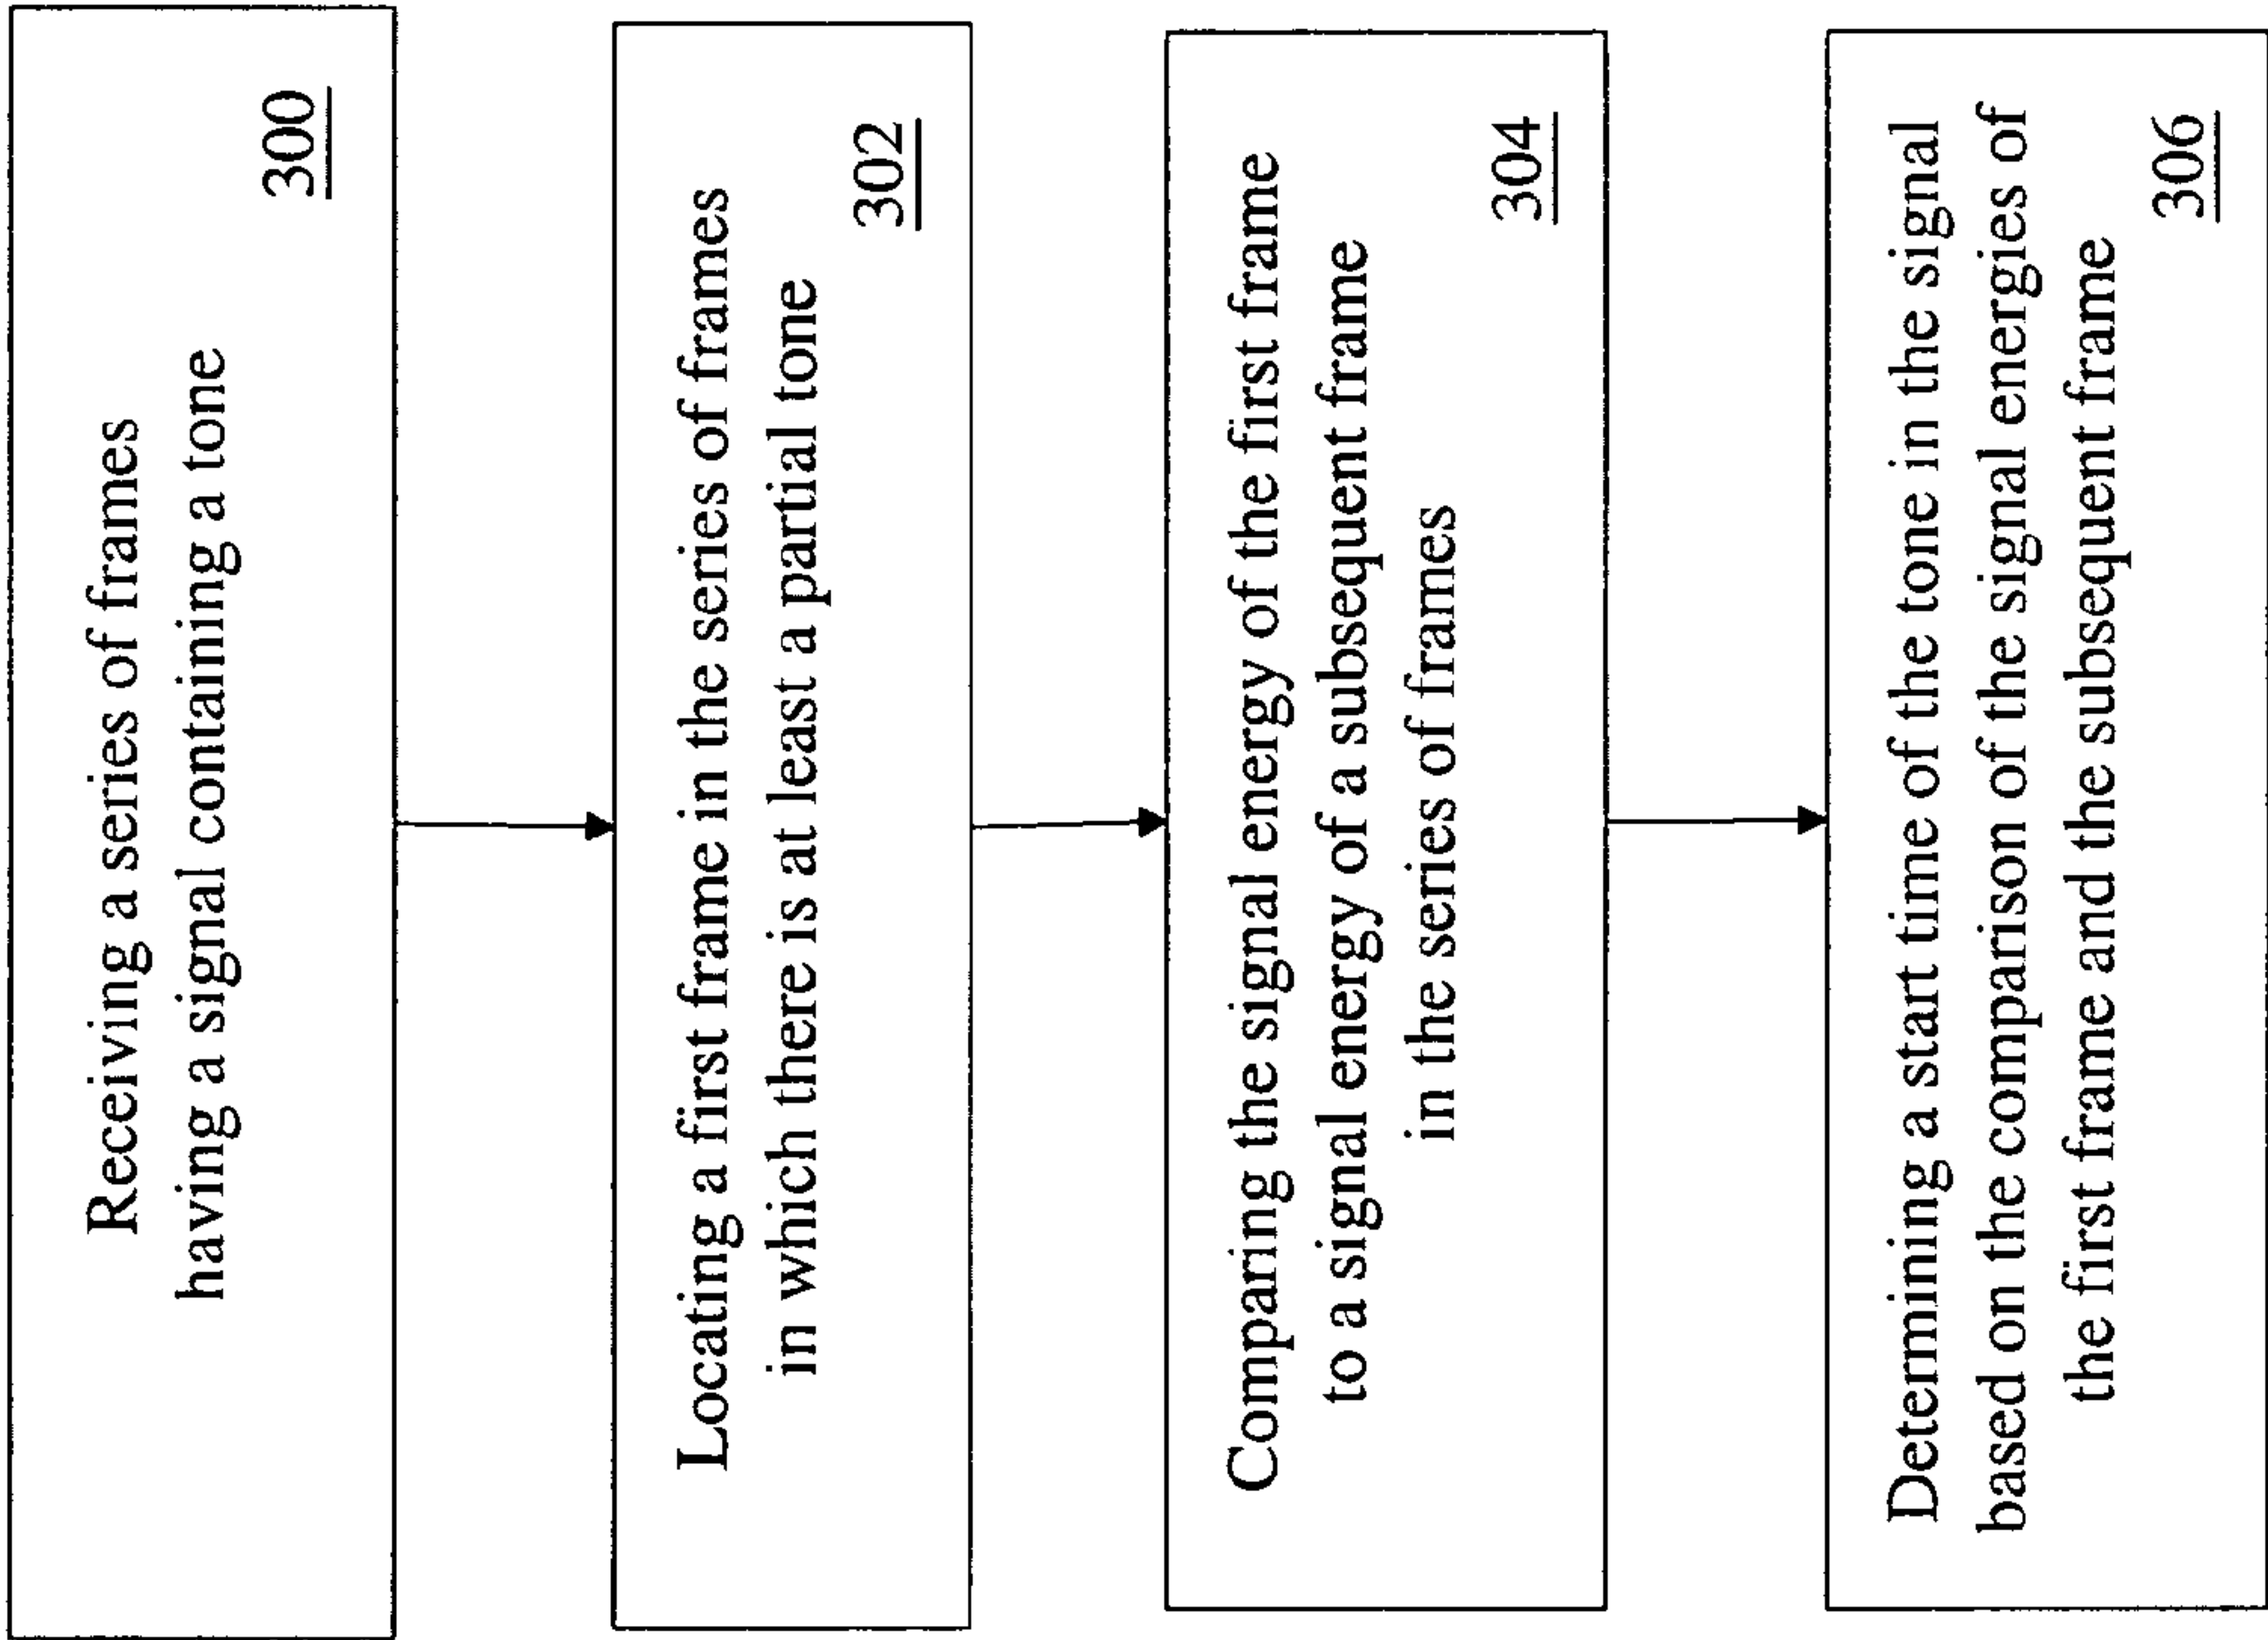 Receiving a series of frames
having a signal containing a tone
300
Locating a first frame in the series of frames
in which there is at least a partial tone
302
Comparing the signal energy of the first frame
to a signal energy of a subsequent frame
in the series of frames
304
Determining a start time of the tone in the signal
based on the comparison of the signal energies of
the first frame and the subsequent frame
306